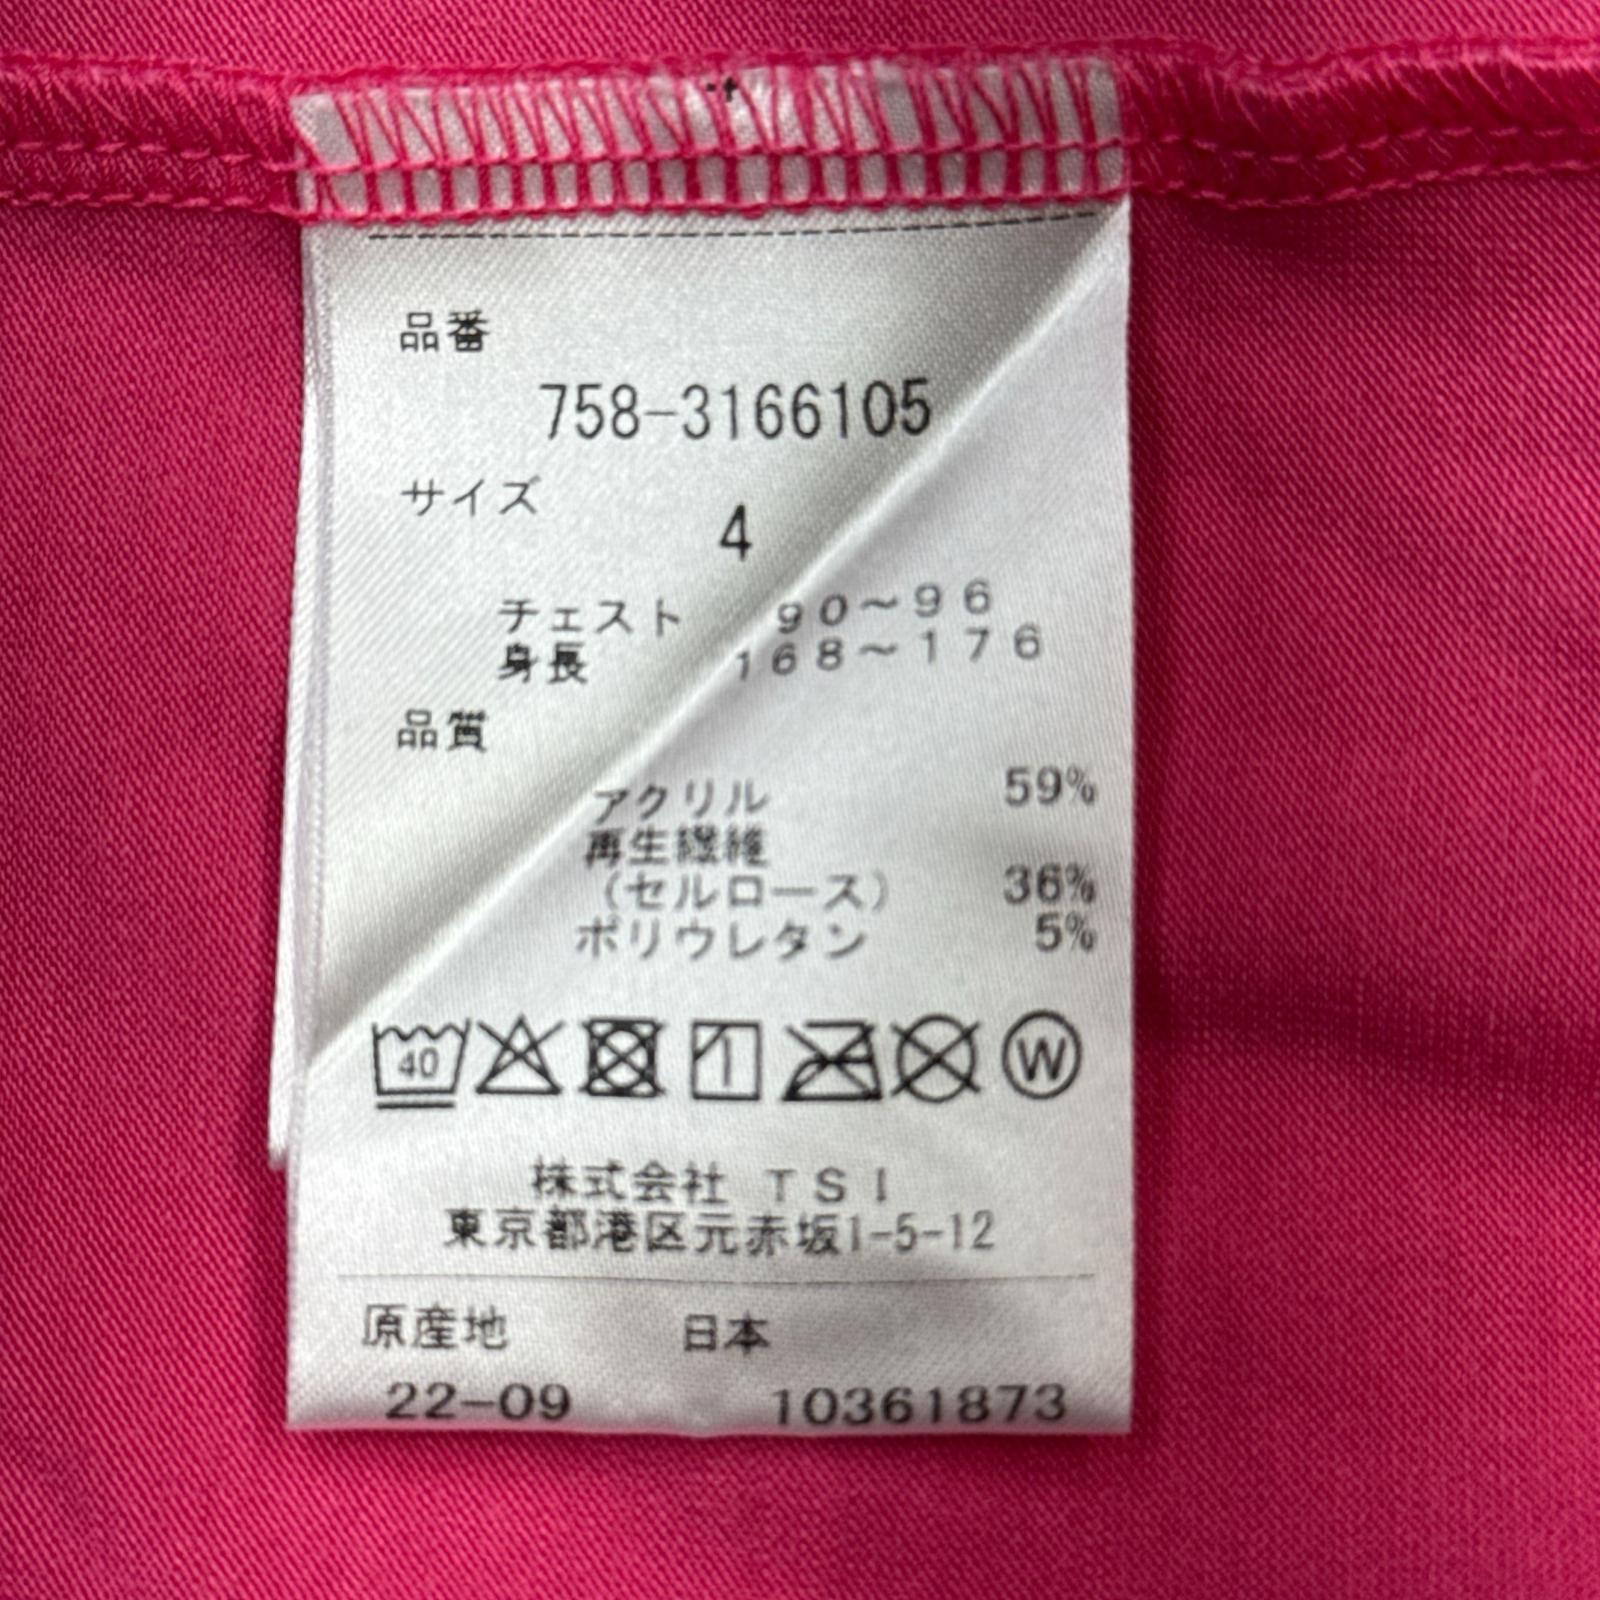 品番
758-3166105
サイズ
4
チェスト 90～96
身長 168～176
品質
アクリル 59%
再生繊維
(セルロース) 36%
ポリウレタン 5%
40 W
株式会社 TSI
東京都港区元赤坂1-5-12
原産地 日本
22-09 10361873